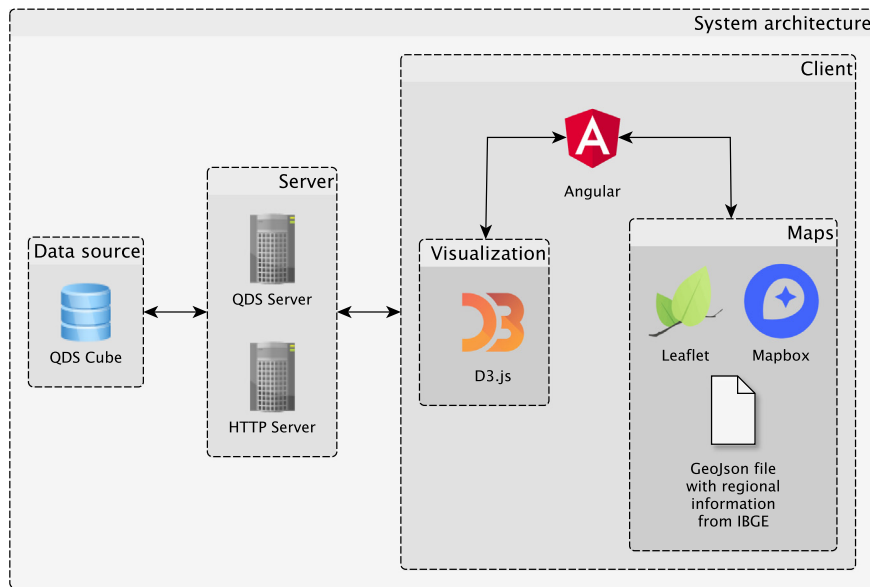 System architecture
Client
Server
Angular
Data source
Visualization
Maps
QDS Server
QDS Cube
D3.js
Leaflet
Mapbox
HTTP Server
GeoJson file
with regional
information
from IBGE